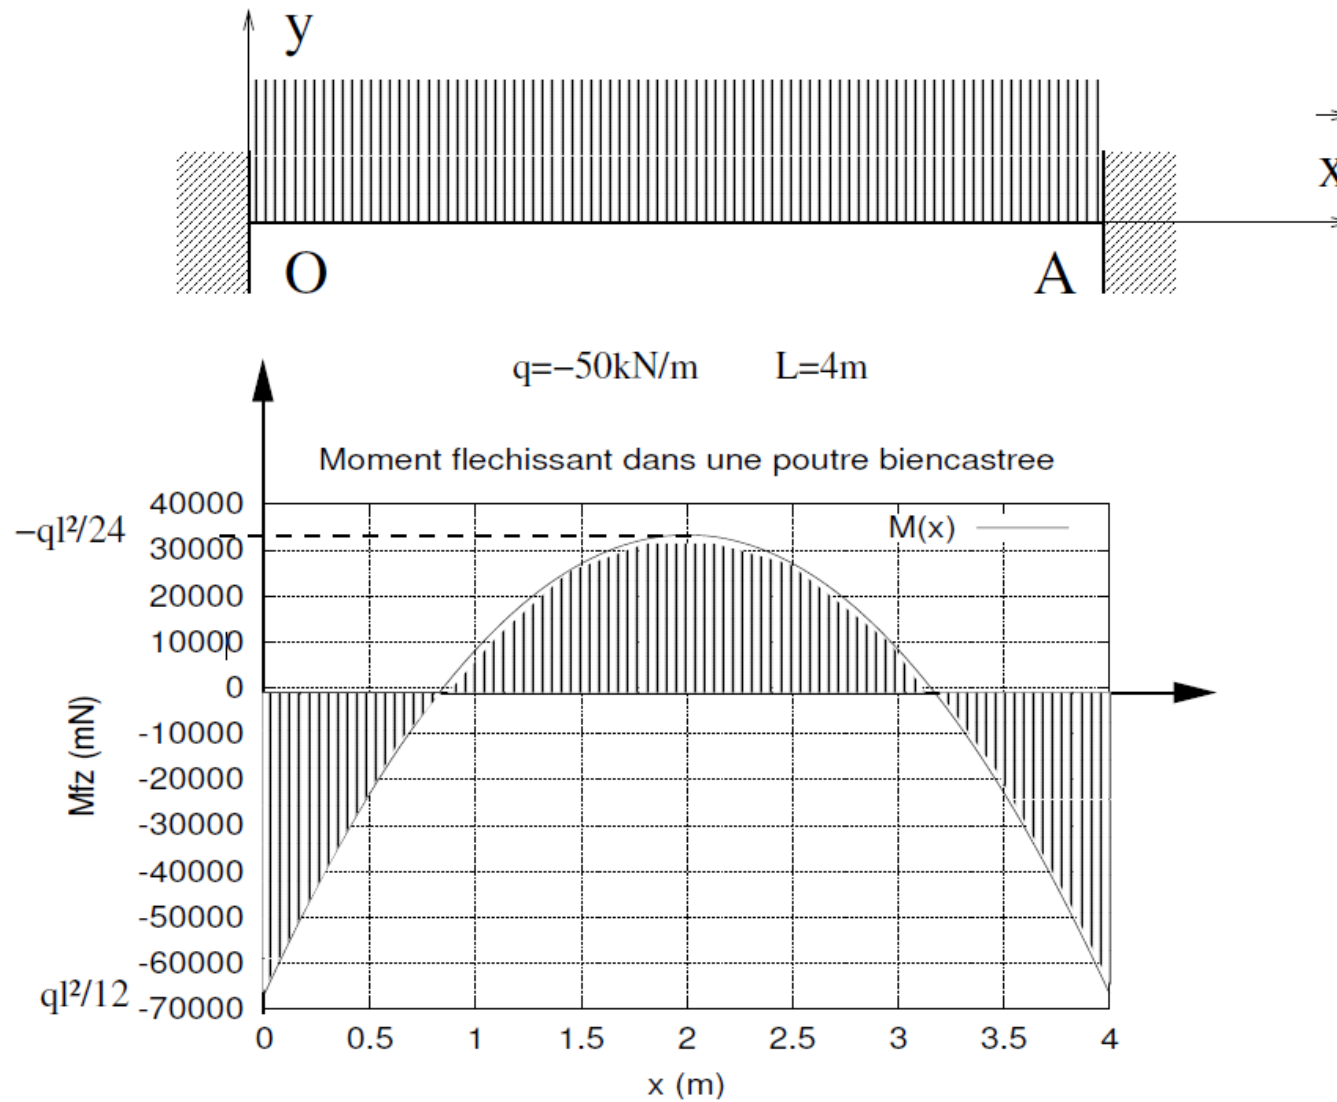 y
x
O
A
q=−50kN/m L=4m
Moment flechissant dans une poutre biencastree
M(x)
−ql²/24
40000
30000
20000
10000
0
-10000
-20000
-30000
-40000
-50000
-60000
-70000
ql²/12
Mfz (mN)
0 0.5 1 1.5 2 2.5 3 3.5 4
x (m)